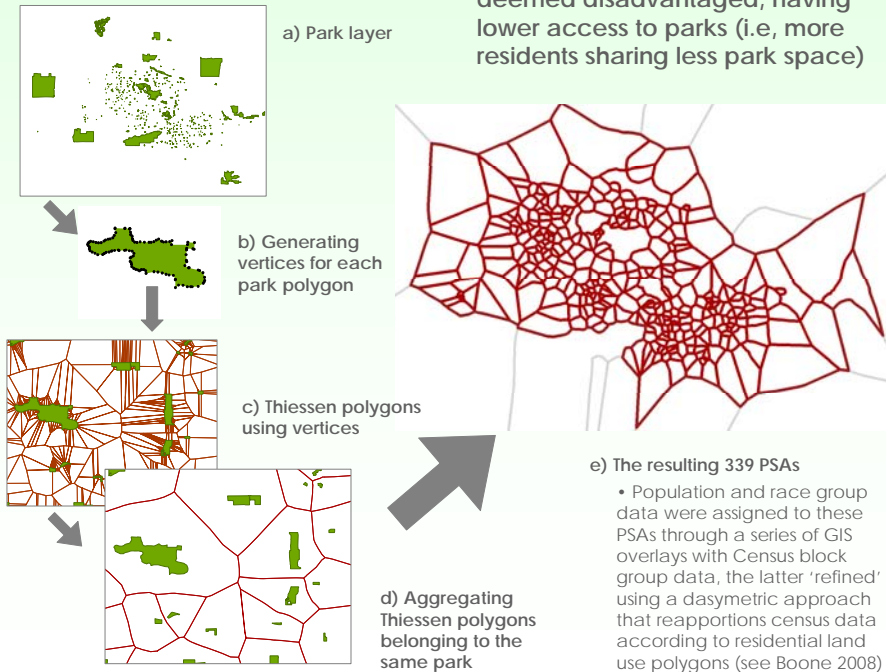 deemed disadvantaged, having
lower access to parks (i.e, more
residents sharing less park space)
a) Park layer
b) Generating
vertices for each
park polygon
c) Thiessen polygons
using vertices
d) Aggregating
Thiessen polygons
belonging to the
same park
e) The resulting 339 PSAs
• Population and race group
data were assigned to these
PSAs through a series of GIS
overlays with Census block
group data, the latter 'refined'
using a dasymetric approach
that reapportions census data
according to residential land
use polygons (see Boone 2008)